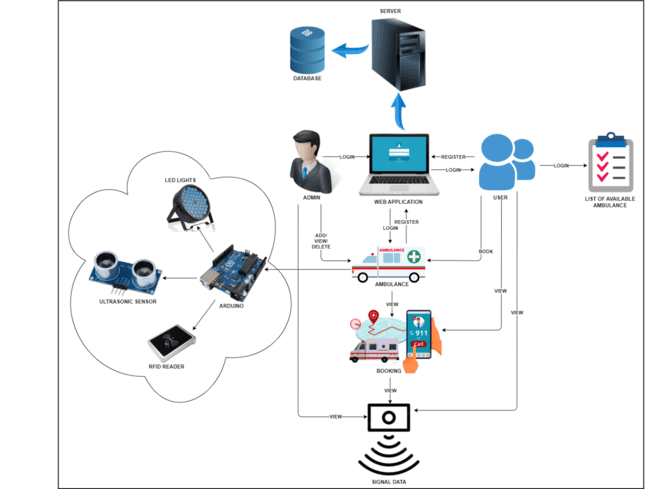 SERVER
DATABASE
LOGIN
REGISTER
LOGIN
LOGIN
ADMIN
WEB APPLICATION
USER
LIST OF AVAILABLE
AMBULANCE
LED LIGHTS
REGISTER
LOGIN
ADD/
VIEW/
DELETE
AMBULANCE
BOOK
AMBULANCE
ULTRASONIC SENSOR
ARDUINO
VIEW
VIEW
VIEW
911
Call
RFID READER
BOOKING
VIEW
VIEW
SIGNAL DATA